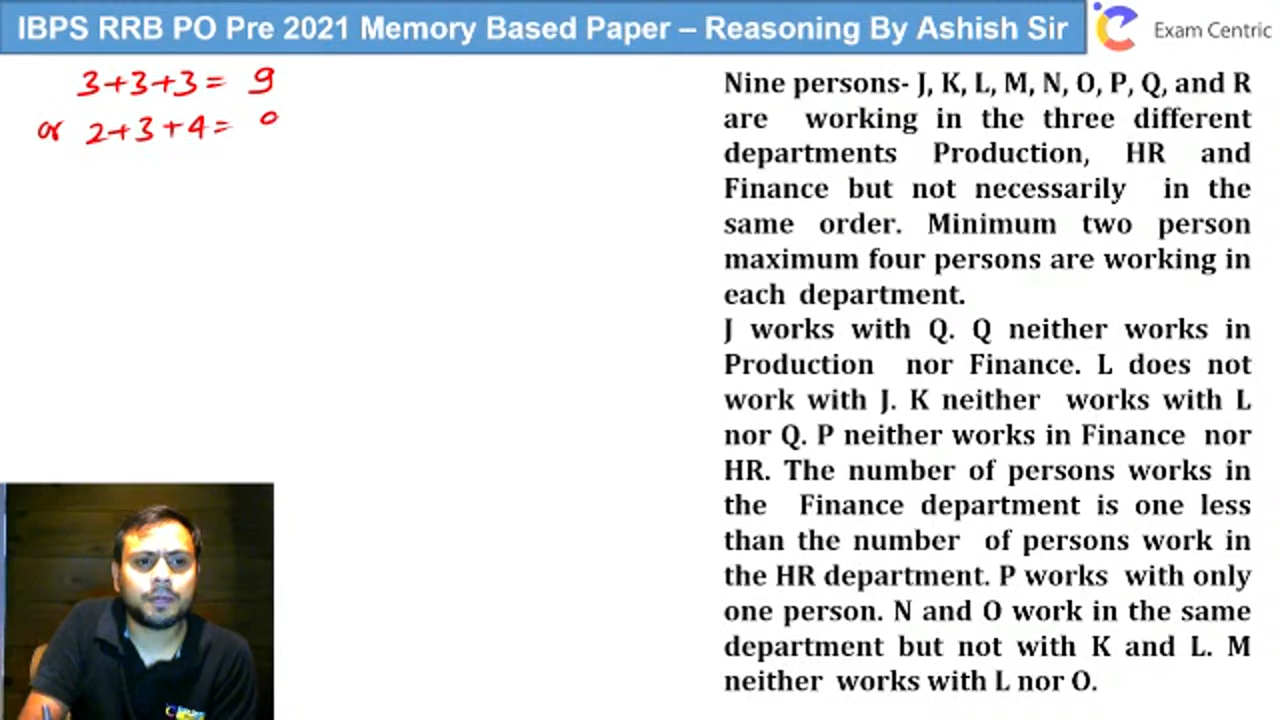 IBPS RRB PO Pre 2021 Memory Based Paper – Reasoning By Ashish Sir
Exam Centric
3+3+3= 9
or 2+3+4=
Nine persons- J, K, L, M, N, O, P, Q, and R
are working in the three different
departments Production, HR and
Finance but not necessarily in the
same order. Minimum two person
maximum four persons are working in
each department.
J works with Q. Q neither works in
Production nor Finance. L does not
work with J. K neither works with L
nor Q. P neither works in Finance nor
HR. The number of persons works in
the Finance department is one less
than the number of persons work in
the HR department. P works with only
one person. N and O work in the same
department but not with K and L. M
neither works with L nor O.